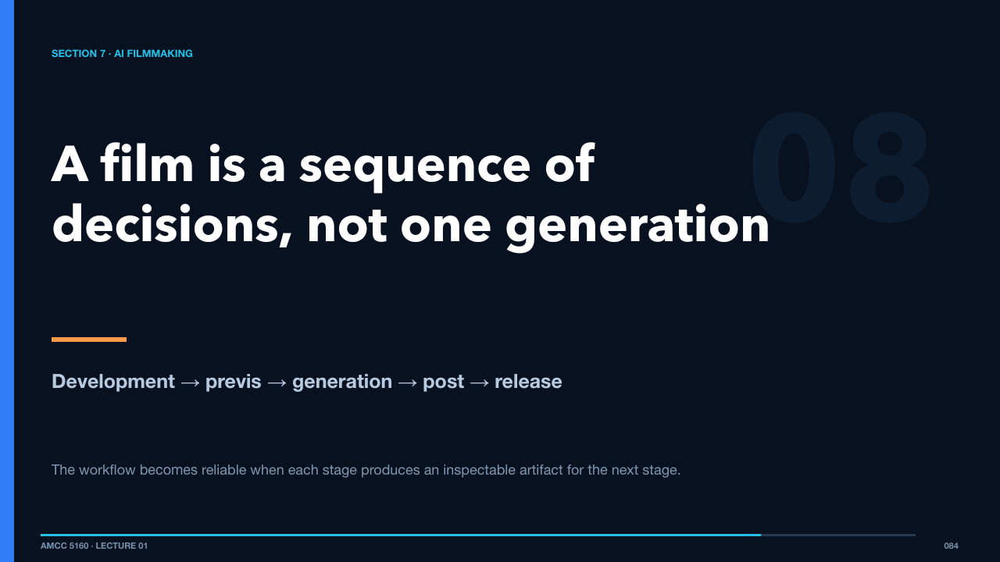 SECTION 7 · AI FILMMAKING
08
A film is a sequence of
decisions, not one generation
Development → previs → generation → post → release
The workflow becomes reliable when each stage produces an inspectable artifact for the next stage.
AMCC 5160 · LECTURE 01
084